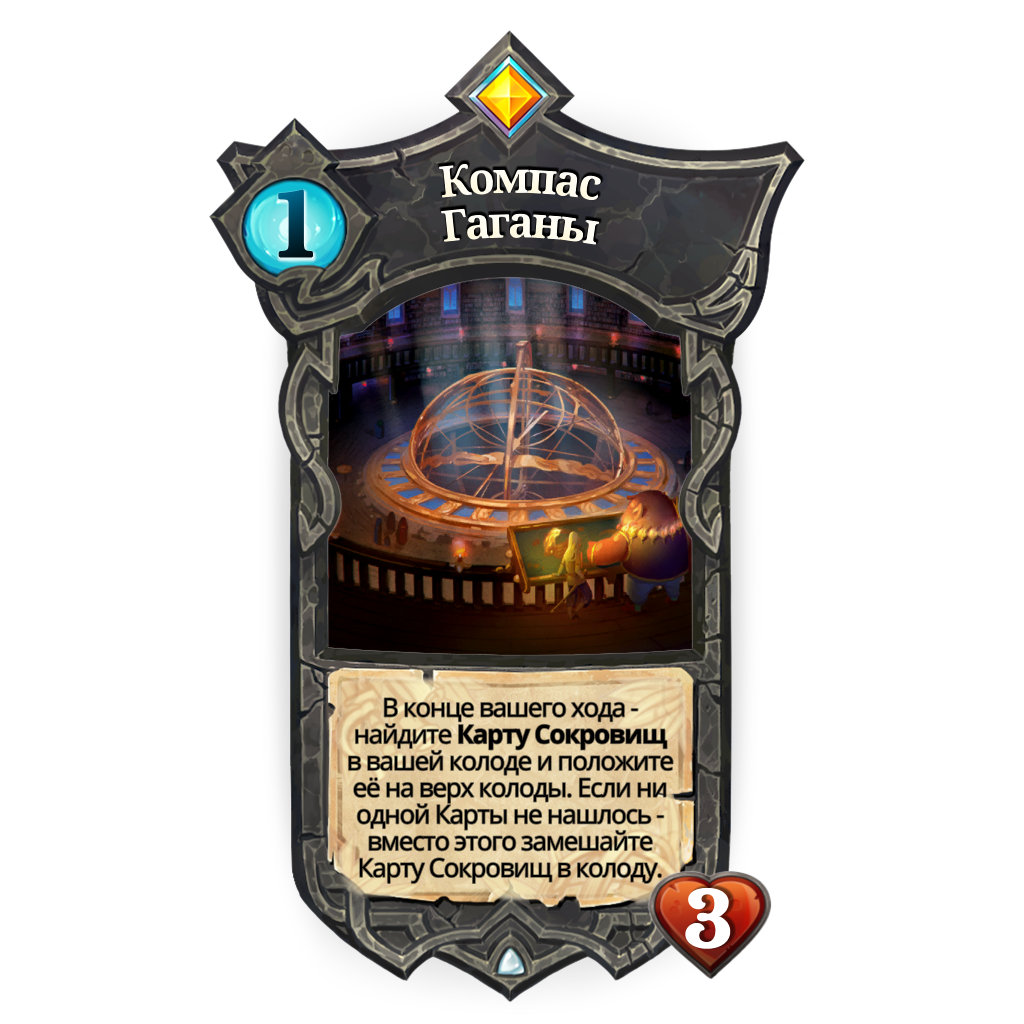 1
Компас
Гаганы
В конце вашего хода -
найдите Карту Сокровищ
в вашей колоде и положите
её на верх колоды. Если ни
одной Карты не нашлось -
вместо этого замешайте
Карту Сокровищ в колоду.
3